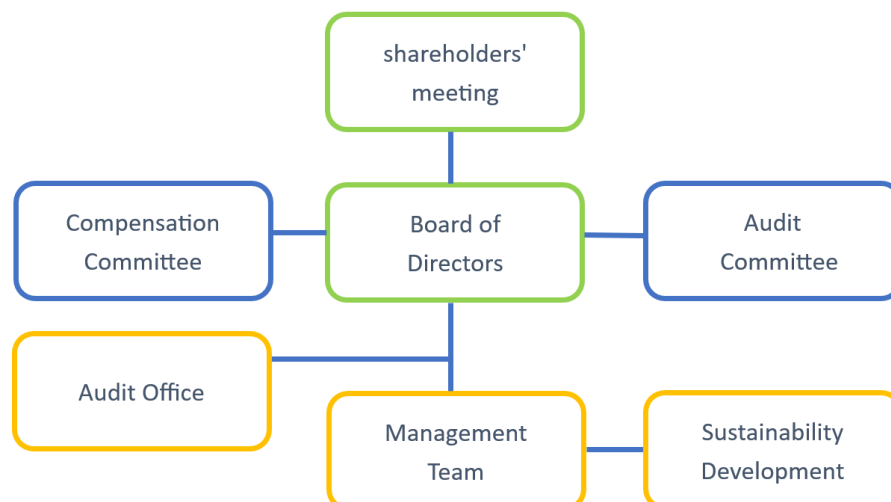 shareholders'
meeting
Compensation
Committee
Board of
Directors
Audit
Committee
Audit Office
Management
Team
Sustainability
Development